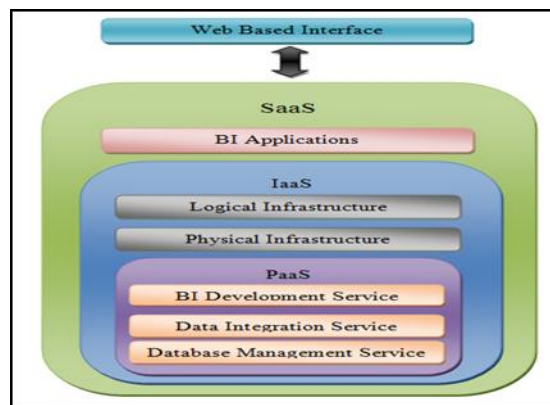 Web Based Interface
SaaS
BI Applications
IaaS
Logical Infrastructure
Physical Infrastructure
PaaS
BI Development Service
Data Integration Service
Database Management Service